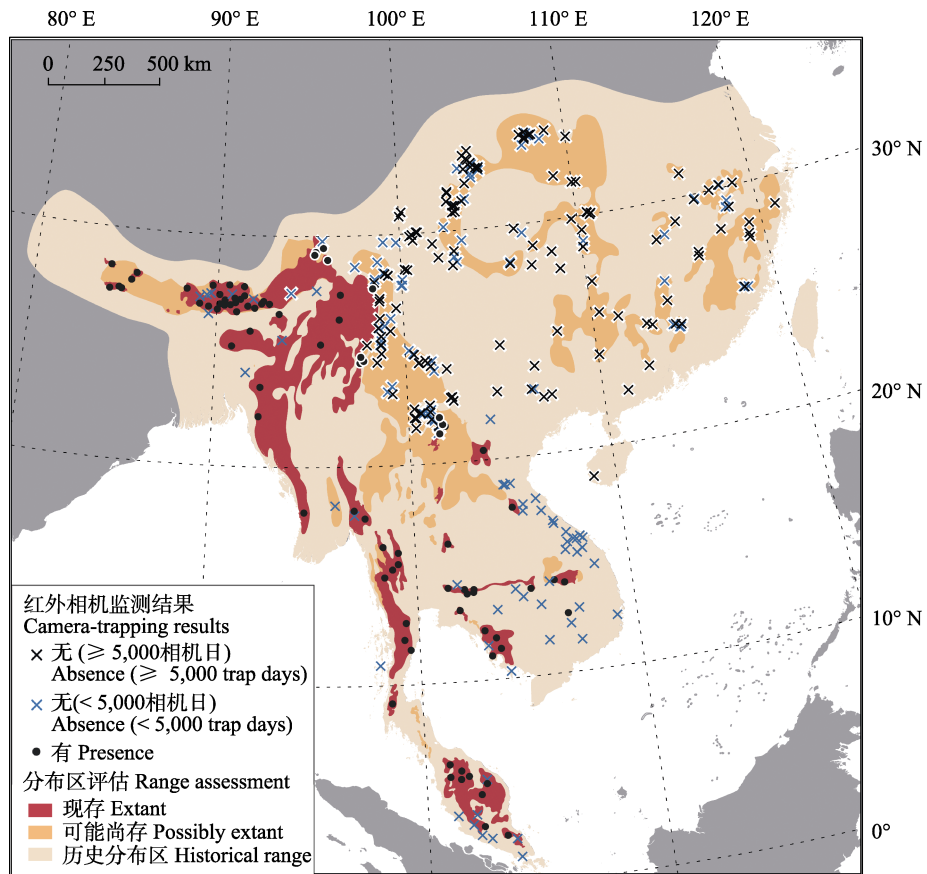 80° E 90° E 100° E 110° E 120° E
0 250 500 km
30° N
20° N
10° N
0°
红外相机监测结果
Camera-trapping results
无 (≥ 5,000相机日)
Absence (≥ 5,000 trap days)
无(< 5,000相机日)
Absence (< 5,000 trap days)
有 Presence
分布区评估 Range assessment
现存 Extant
可能尚存 Possibly extant
历史分布区 Historical range